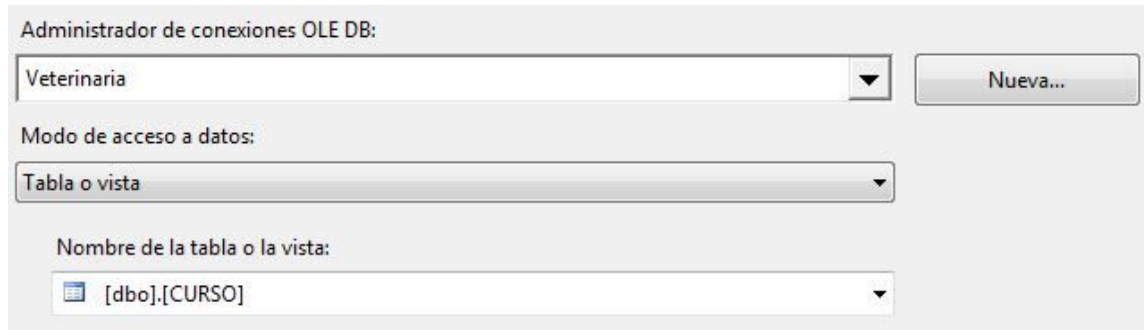 Administrador de conexiones OLE DB:
Veterinaria
Nueva...
Modo de acceso a datos:
Tabla o vista
Nombre de la tabla o la vista:
[dbo].[CURSO]